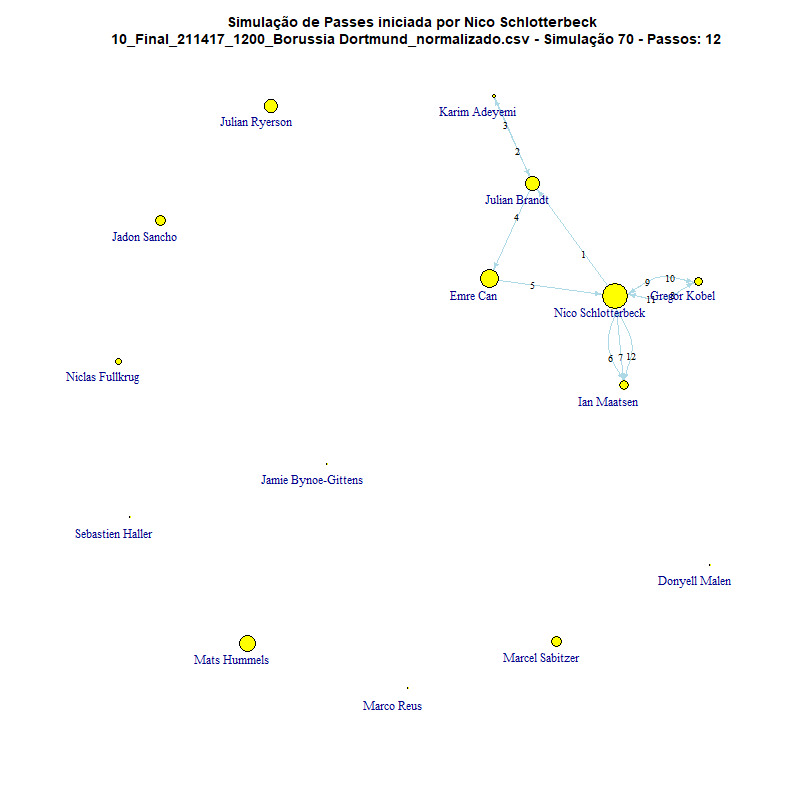 Simulação de Passes iniciada por Nico Schlotterbeck
10_Final_211417_1200_Borussia Dortmund_normalizado.csv - Simulação 70 - Passos: 12
Karim Adeyemi
Julian Ryerson
3
2
Julian Brandt
4
Jadon Sancho
1
10
9
5
Emre Can
Gregor Kobel
11
8
Nico Schlotterbeck
6
7
12
Niclas Fullkrug
Ian Maatsen
Jamie Bynoe-Gittens
Sebastien Haller
Donyell Malen
Mats Hummels
Marcel Sabitzer
Marco Reus